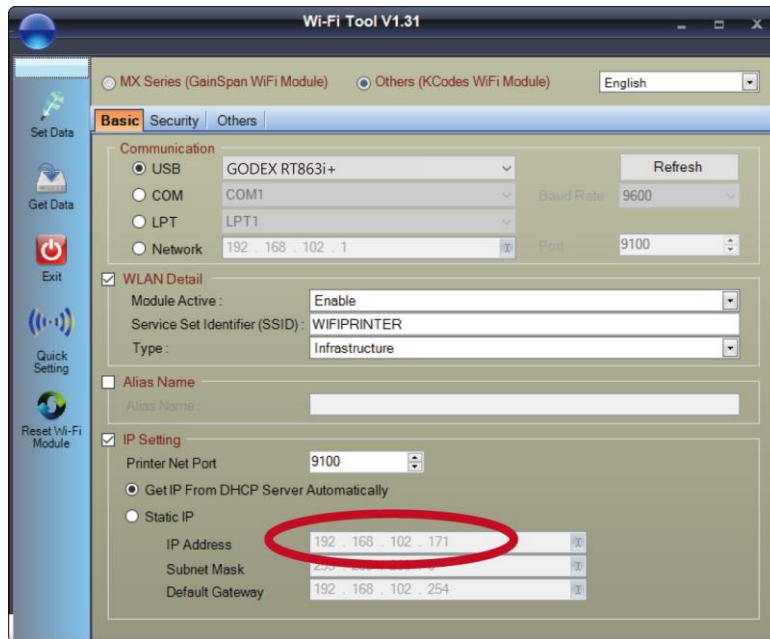 Wi-Fi Tool V1.31
MX Series (GainSpan WiFi Module) Others (KCodes WiFi Module) English
Set Data
Get Data
Exit
Quick
Setting
Reset Wi-Fi
Module
Basic Security Others
Communication
USB GODEX RT863i+ Refresh
COM COM1 Baud Rate 9600
LPT LPT1
Network 192 . 168 . 102 . 1 Port 9100
WLAN Detail
Module Active : Enable
Service Set Identifier (SSID) : WIFIPRINTER
Type : Infrastructure
Alias Name
Alias Name :
IP Setting
Printer Net Port 9100
Get IP From DHCP Server Automatically
Static IP
IP Address 192 . 168 . 102 . 171
Subnet Mask
Default Gateway 192 . 168 . 102 . 254